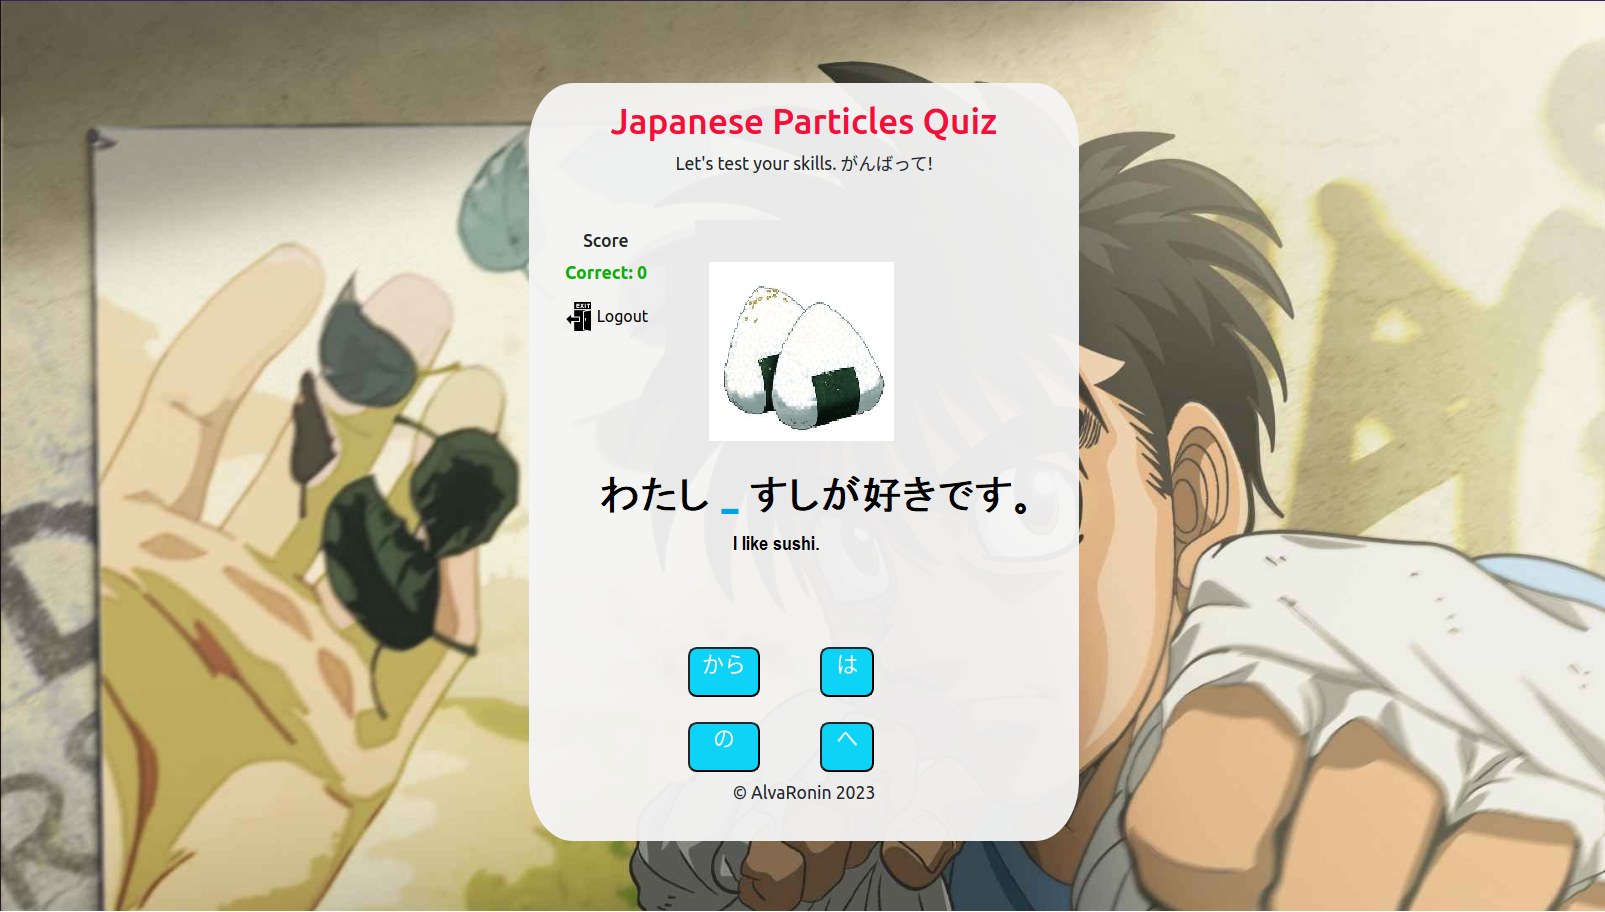 Japanese Particles Quiz
Let's test your skills. がんばって!
Score
Correct: 0
EXIT
Logout
わたし _ すしが好きです。
I like sushi.
から
は
の
へ
© AlvaRonin 2023